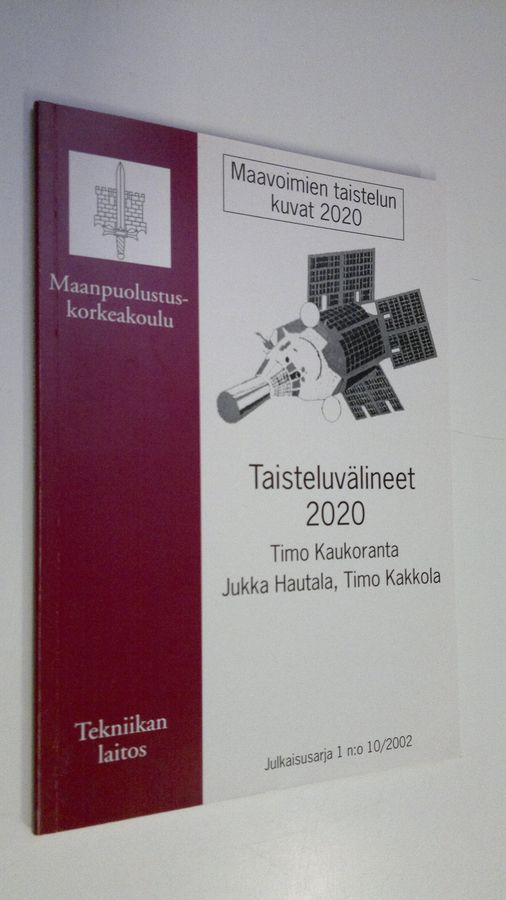 Maanpuolustus-
korkeakoulu
Maavoimien taistelun
kuvat 2020
Taisteluvälineet
2020
Timo Kaukoranta
Jukka Hautala, Timo Kakkola
Tekniikan
laitos
Julkaisusarja 1 n:o 10/2002